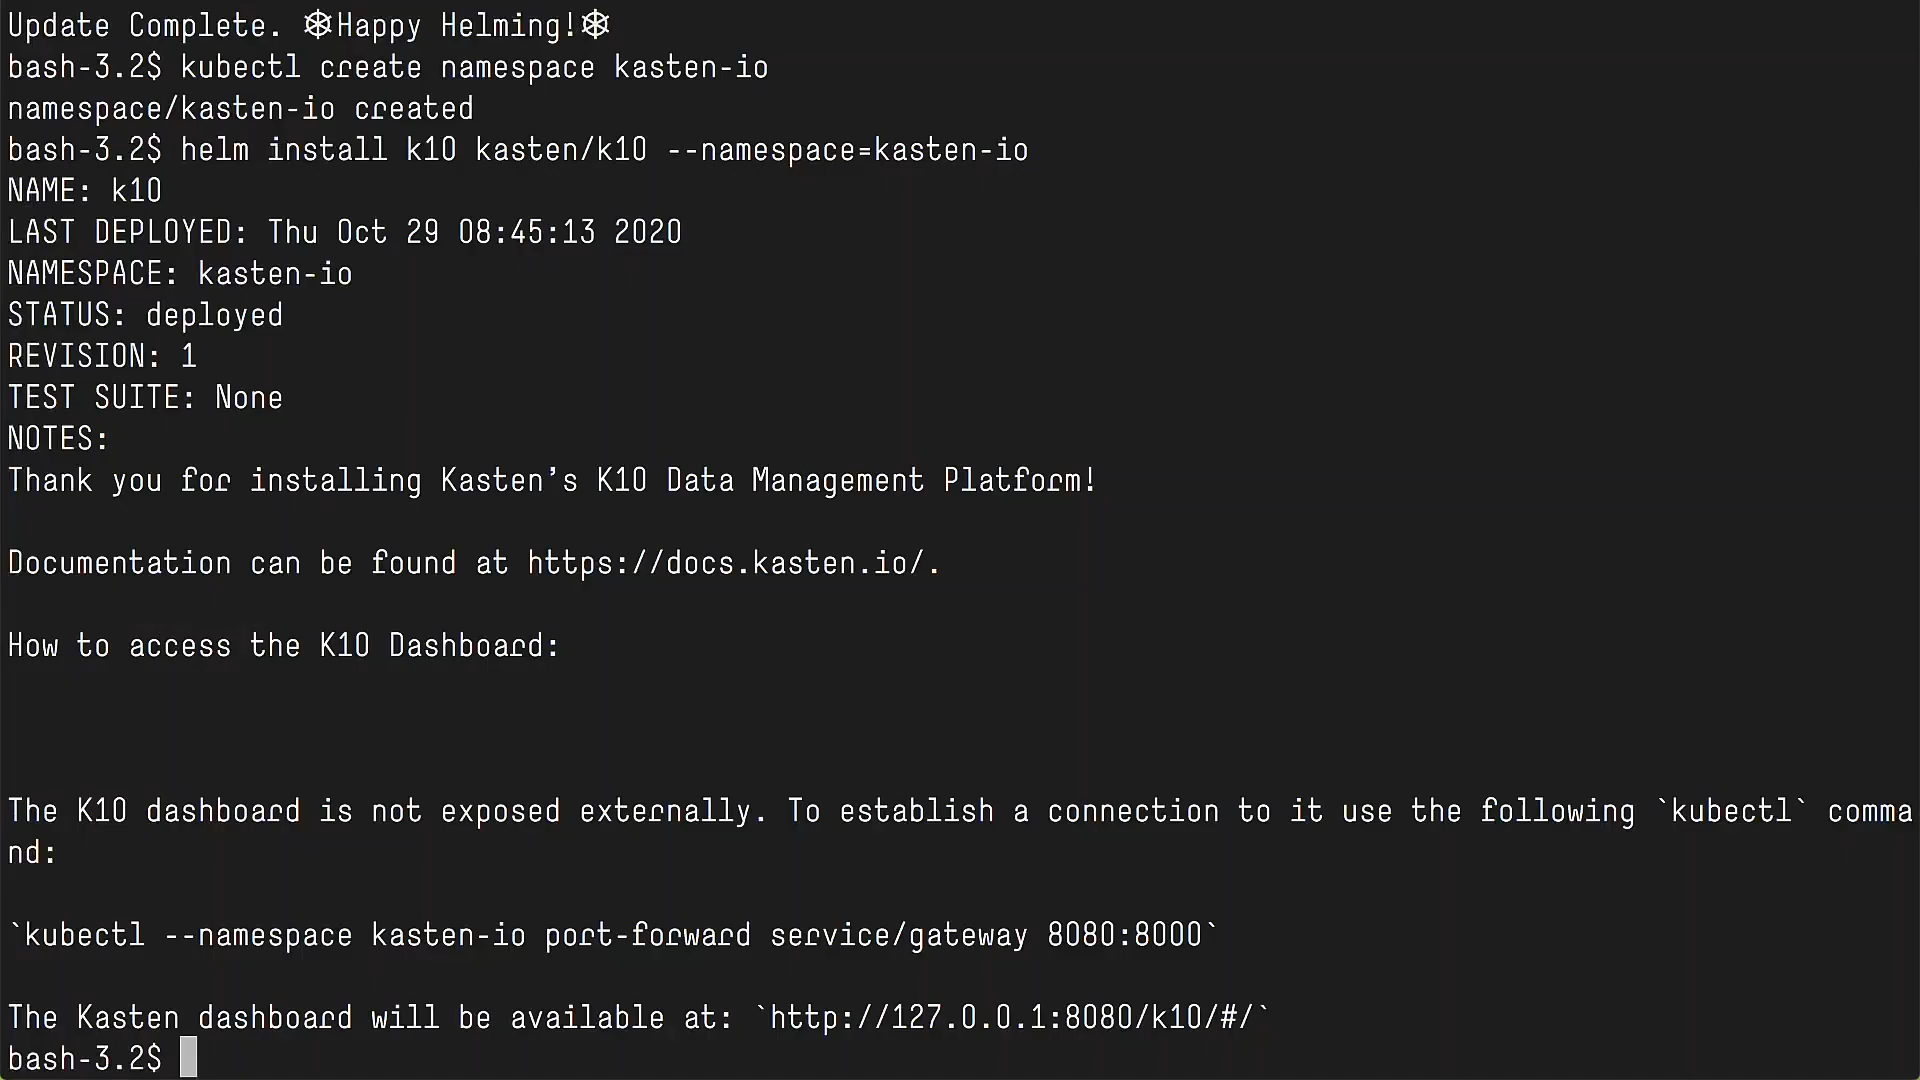 Update Complete. ⎈Happy Helming!⎈
bash-3.2$ kubectl create namespace kasten-io
namespace/kasten-io created
bash-3.2$ helm install k10 kasten/k10 --namespace=kasten-io
NAME: k10
LAST DEPLOYED: Thu Oct 29 08:45:13 2020
NAMESPACE: kasten-io
STATUS: deployed
REVISION: 1
TEST SUITE: None
NOTES:
Thank you for installing Kasten’s K10 Data Management Platform!
Documentation can be found at https://docs.kasten.io/.
How to access the K10 Dashboard:
The K10 dashboard is not exposed externally. To establish a connection to it use the following `kubectl` comma
nd:
`kubectl --namespace kasten-io port-forward service/gateway 8080:8000`
The Kasten dashboard will be available at: `http://127.0.0.1:8080/k10/#/`
bash-3.2$